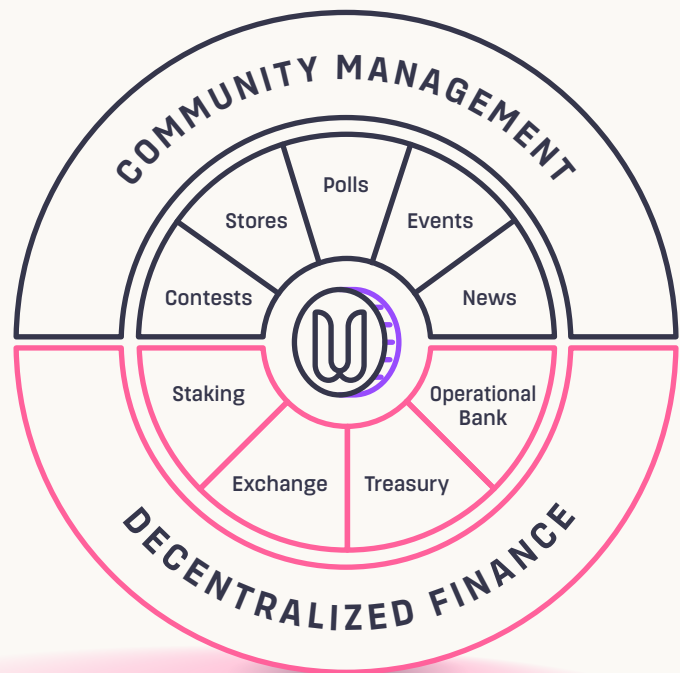 COMMUNITY MANAGEMENT
Polls
Stores
Events
Contests
News
Staking
Operational
Bank
Exchange
Treasury
DECENTRALIZED FINANCE